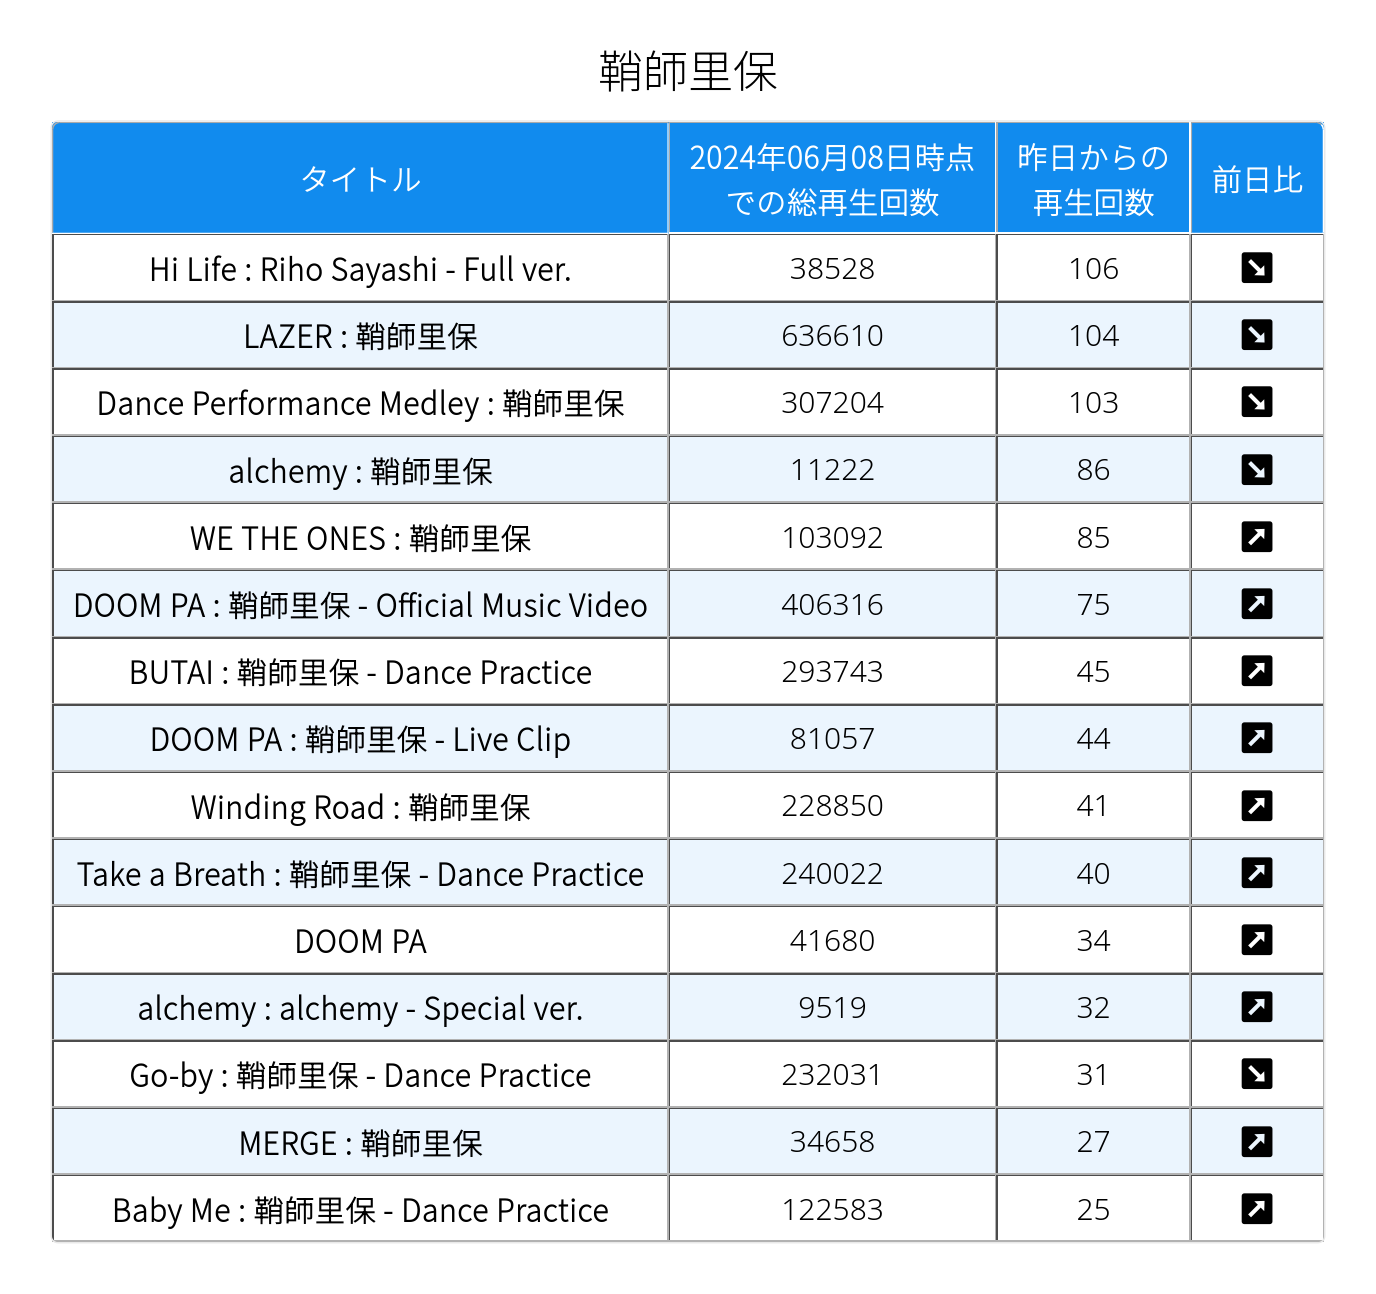 鞘師里保
タイトル
2024年06月08日時点
での総再生回数
昨日からの
再生回数
前日比
Hi Life : Riho Sayashi - Full ver. 38528 106
LAZER : 鞘師里保 636610 104
Dance Performance Medley : 鞘師里保 307204 103
alchemy : 鞘師里保 11222 86
WE THE ONES : 鞘師里保 103092 85
DOOM PA : 鞘師里保 - Official Music Video 406316 75
BUTAI : 鞘師里保 - Dance Practice 293743 45
DOOM PA : 鞘師里保 - Live Clip 81057 44
Winding Road : 鞘師里保 228850 41
Take a Breath : 鞘師里保 - Dance Practice 240022 40
DOOM PA 41680 34
alchemy : alchemy - Special ver. 9519 32
Go-by : 鞘師里保 - Dance Practice 232031 31
MERGE : 鞘師里保 34658 27
Baby Me : 鞘師里保 - Dance Practice 122583 25